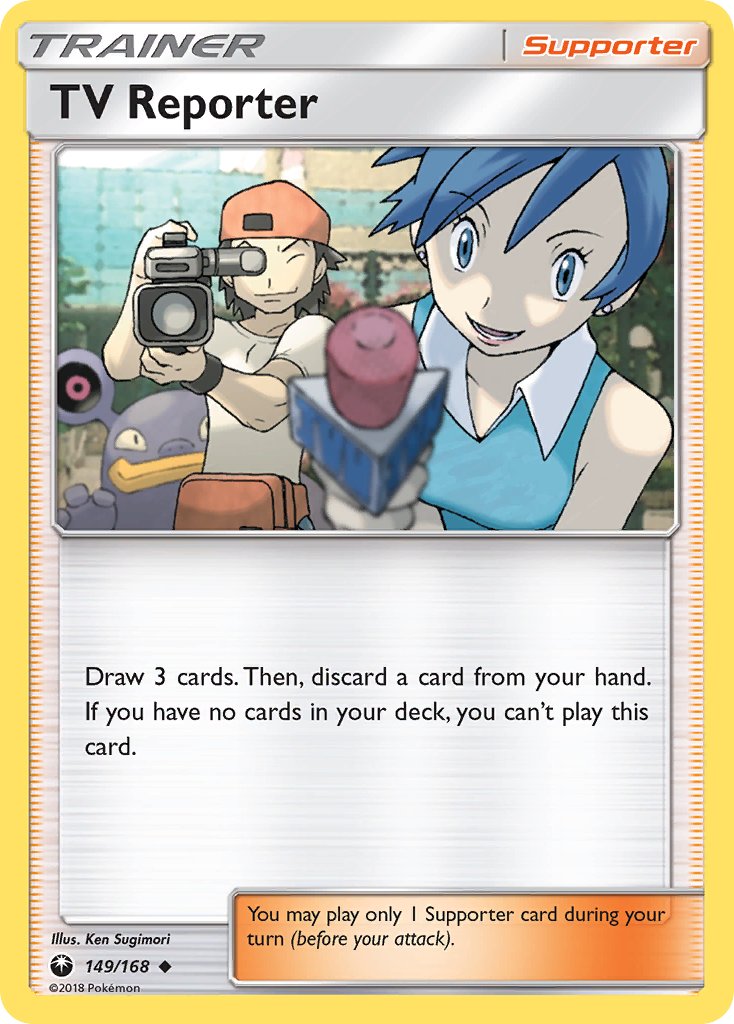 TRAINER
Supporter
TV Reporter
Draw 3 cards. Then, discard a card from your hand.
If you have no cards in your deck, you can't play this
card.
You may play only 1 Supporter card during your
turn (before your attack).
Illus. Ken Sugimori
149/168
©2018 Pokémon